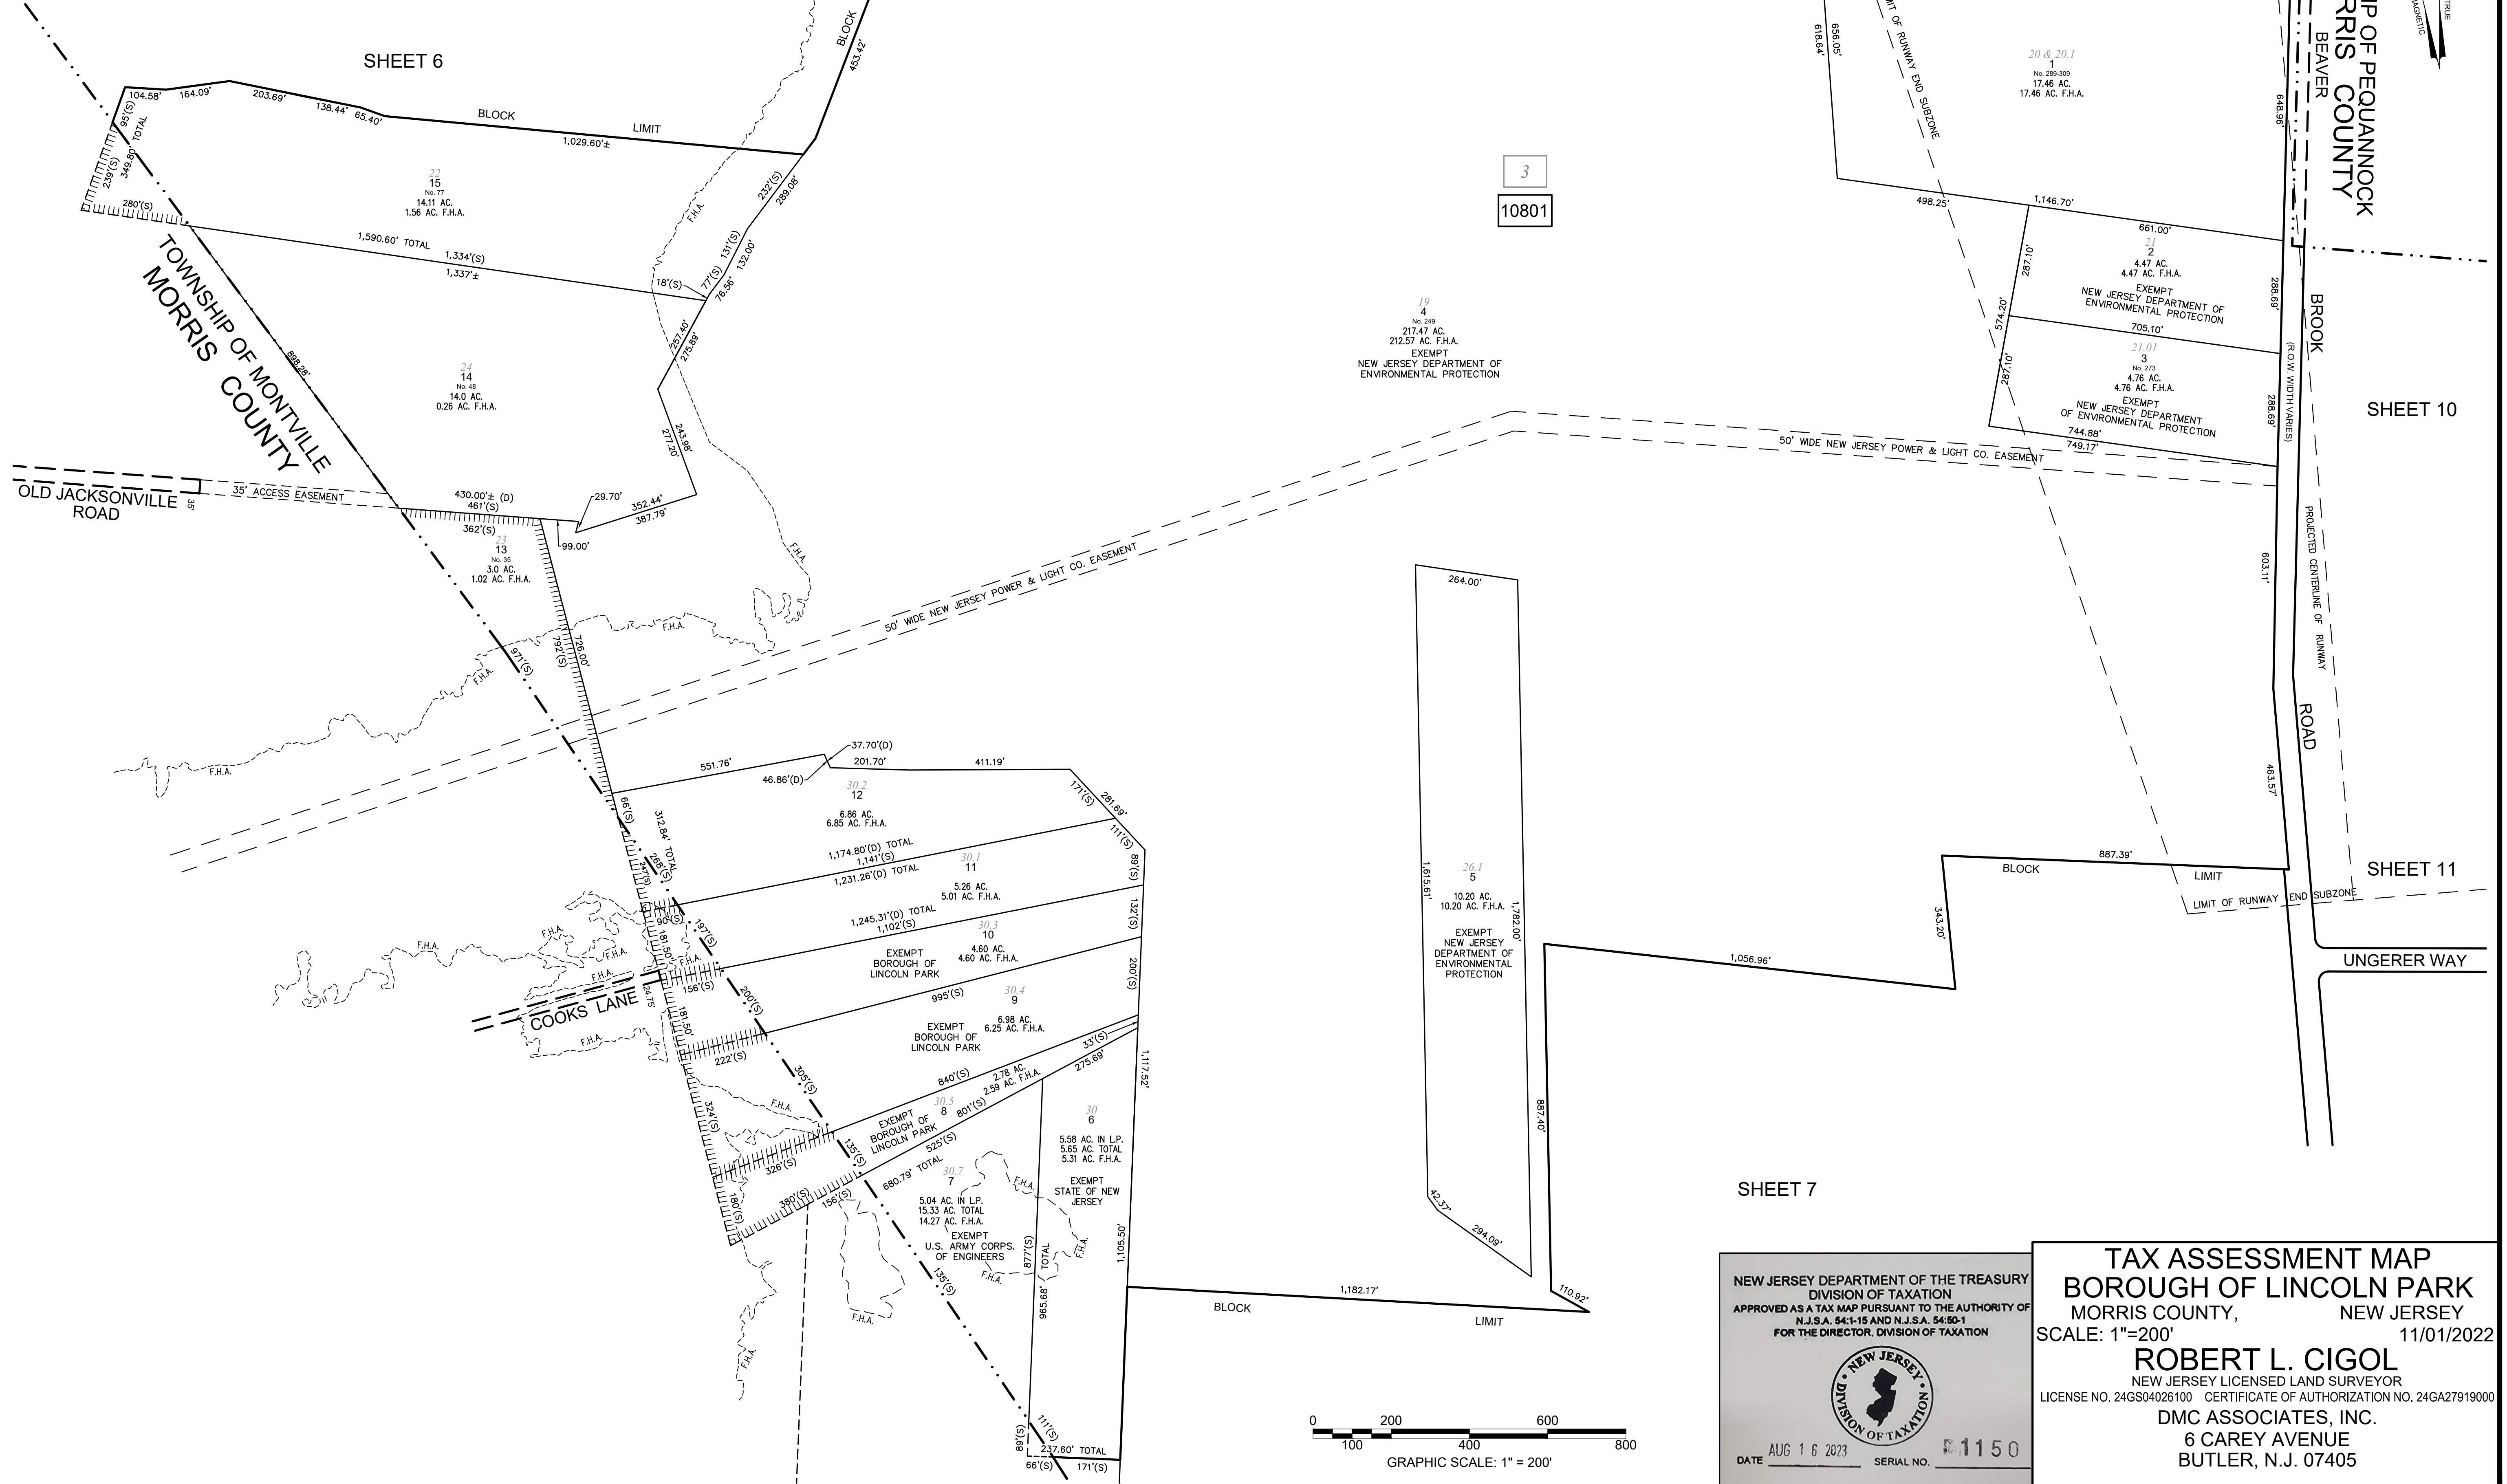 SHEET 6
BLOCK
453.42'
104.58'
164.09'
203.69'
138.44'
65.40'
BLOCK
LIMIT
1,029.60'±
95'(S)
349.80' TOTAL
239'(S)
280'(S)
22
15
No. 77
14.11 AC.
1.56 AC. F.H.A.
232'(S)
289.08'
F.H.A.
131'(S)
132.00'
77'(S)
76.56'
18'(S)
1,590.60' TOTAL
1,334'(S)
1,337'±
TOWNSHIP OF MONTVILLE
MORRIS COUNTY
898.28'
257.40'
275.89'
24
14
No. 48
14.0 AC.
0.26 AC. F.H.A.
243.98'
277.20'
OLD JACKSONVILLE
ROAD
35'
35' ACCESS EASEMENT
430.00'± (D)
461'(S)
362'(S)
29.70'
352.44'
387.79'
99.00'
23
13
No. 35
3.0 AC.
1.02 AC. F.H.A.
F.H.A.
F.H.A.
F.H.A.
F.H.A.
971'(S)
792'(S)
726.00'
50' WIDE NEW JERSEY POWER & LIGHT CO. EASEMENT
3
10801
19
4
No. 249
217.47 AC.
212.57 AC. F.H.A.
EXEMPT
NEW JERSEY DEPARTMENT OF
ENVIRONMENTAL PROTECTION
618.64'
656.05'
LIMIT OF RUNWAY END SUBZONE
20 & 20.1
1
No. 289-309
17.46 AC.
17.46 AC. F.H.A.
648.96'
BEAVER
IP OF PEQUANNOCK
RRIS COUNTY
MAGNETIC
TRUE
498.25'
1,146.70'
661.00'
21
2
4.47 AC.
4.47 AC. F.H.A.
EXEMPT
NEW JERSEY DEPARTMENT OF
ENVIRONMENTAL PROTECTION
287.10'
574.20'
288.69'
705.10'
21.01
3
No. 273
4.76 AC.
4.76 AC. F.H.A.
EXEMPT
NEW JERSEY DEPARTMENT
OF ENVIRONMENTAL PROTECTION
287.10'
288.69'
744.88'
749.17'
BROOK
(R.O.W. WIDTH VARIES)
SHEET 10
50' WIDE NEW JERSEY POWER & LIGHT CO. EASEMENT
PROJECTED CENTERLINE OF RUNWAY
603.11'
ROAD
463.57'
551.76'
37.70'(D)
46.86'(D)
201.70'
411.19'
30.2
12
6.86 AC.
6.85 AC. F.H.A.
171'(S)
281.69'
111'(S)
66'(S)
312.84' TOTAL
268'(S)
247'(S)
1,174.80'(D) TOTAL
1,141'(S)
1,231.26'(D) TOTAL
30.1
11
5.26 AC.
5.01 AC. F.H.A.
89'(S)
90'(S)
197'(S)
181.50'
1,245.31'(D) TOTAL
1,102'(S)
30.3
10
4.60 AC.
4.60 AC. F.H.A.
EXEMPT
BOROUGH OF
LINCOLN PARK
132'(S)
F.H.A.
F.H.A.
F.H.A.
F.H.A.
F.H.A.
F.H.A.
COOKS LANE
24.75'
156'(S)
200'(S)
995'(S)
30.4
9
6.98 AC.
6.25 AC. F.H.A.
EXEMPT
BOROUGH OF
LINCOLN PARK
200'(S)
181.50'
222'(S)
305'(S)
F.H.A.
324'(S)
326'(S)
840'(S)
33'(S)
275.69'
2.78 AC.
2.59 AC. F.H.A.
30.5
8
EXEMPT
BOROUGH OF
LINCOLN PARK
801'(S)
525'(S)
680.79' TOTAL
135'(S)
180'(S)
380'(S)
156'(S)
30.7
7
5.04 AC. IN L.P.
15.33 AC. TOTAL
14.27 AC. F.H.A.
EXEMPT
U.S. ARMY CORPS.
OF ENGINEERS
30
6
5.58 AC. IN L.P.
5.65 AC. TOTAL
5.31 AC. F.H.A.
EXEMPT
STATE OF NEW
JERSEY
1,117.52'
1,105.50'
877'(S)
965.68' TOTAL
F.H.A.
F.H.A.
F.H.A.
F.H.A.
F.H.A.
135'(S)
111'(S)
89'(S)
237.60' TOTAL
66'(S)
171'(S)
264.00'
1,615.61'
1,782.00'
26.1
5
10.20 AC.
10.20 AC. F.H.A.
EXEMPT
NEW JERSEY
DEPARTMENT OF
ENVIRONMENTAL
PROTECTION
42.37'
294.09'
887.40'
110.92'
1,182.17'
BLOCK
LIMIT
1,056.96'
343.20'
887.39'
BLOCK
LIMIT
LIMIT OF RUNWAY END SUBZONE
SHEET 11
UNGERER WAY
SHEET 7
0 200 600
100 400 800
GRAPHIC SCALE: 1" = 200'
NEW JERSEY DEPARTMENT OF THE TREASURY
DIVISION OF TAXATION
APPROVED AS A TAX MAP PURSUANT TO THE AUTHORITY OF
N.J.S.A. 54:1-15 AND N.J.S.A. 54:50-1
FOR THE DIRECTOR, DIVISION OF TAXATION
NEW JERSEY
DIVISION OF TAXATION
DATE AUG 16 2023
SERIAL NO. 1150
TAX ASSESSMENT MAP
BOROUGH OF LINCOLN PARK
MORRIS COUNTY, NEW JERSEY
SCALE: 1"=200' 11/01/2022
ROBERT L. CIGOL
NEW JERSEY LICENSED LAND SURVEYOR
LICENSE NO. 24GS04026100 CERTIFICATE OF AUTHORIZATION NO. 24GA27919000
DMC ASSOCIATES, INC.
6 CAREY AVENUE
BUTLER, N.J. 07405